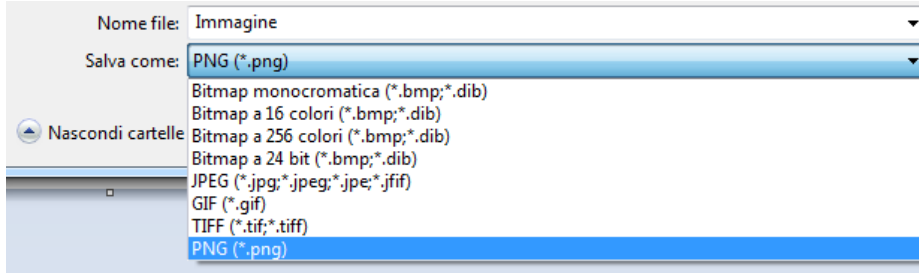 Nome file: Immagine
Salva come: PNG (*.png)
Bitmap monocromatica (*.bmp;*.dib)
Bitmap a 16 colori (*.bmp;*.dib)
Nascondi cartelle Bitmap a 256 colori (*.bmp;*.dib)
Bitmap a 24 bit (*.bmp;*.dib)
JPEG (*.jpg;*.jpeg;*.jpe;*.jfif)
GIF (*.gif)
TIFF (*.tif;*.tiff)
PNG (*.png)